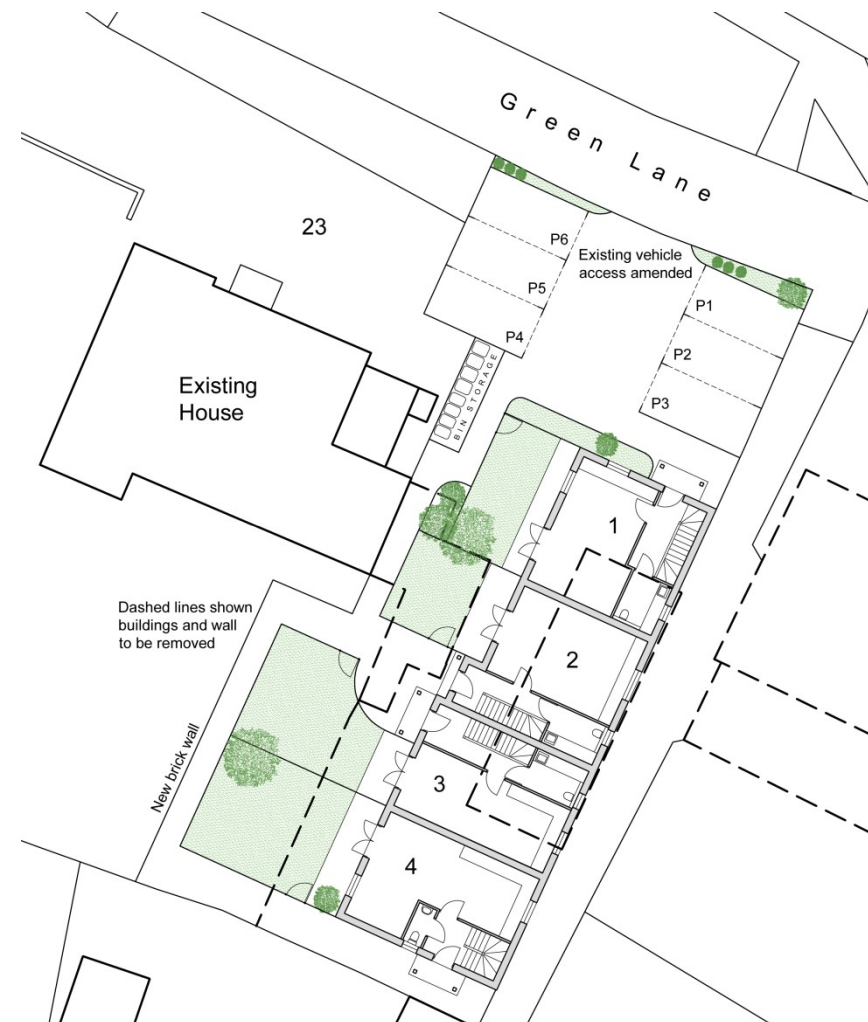 Green Lane
23
P6
Existing vehicle
access amended
P5
P4
P1
P2
P3
BIN STORAGE
Existing
House
1
Dashed lines shown
buildings and wall
to be removed
2
New brick wall
3
4